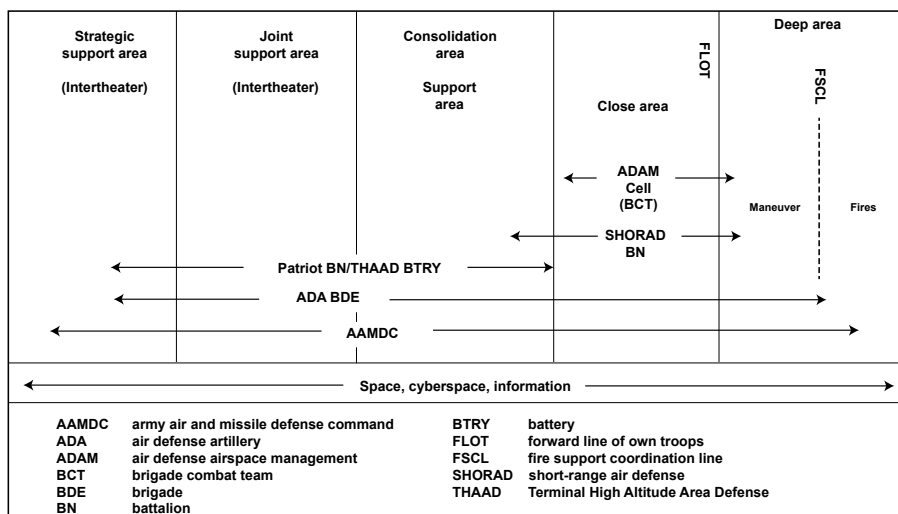 Strategic
support area
(Intertheater)
Joint
support area
(Intertheater)
Consolidation
area
Support
area
Close area
FLOT
Deep area
FSCL
ADAM
Cell
(BCT)
Maneuver
Fires
SHORAD
BN
Patriot BN/THAAD BTRY
ADA BDE
AAMDC
Space, cyberspace, information
AAMDC army air and missile defense command
ADA air defense artillery
ADAM air defense airspace management
BCT brigade combat team
BDE brigade
BN battalion
BTRY battery
FLOT forward line of own troops
FSCL fire support coordination line
SHORAD short-range air defense
THAAD Terminal High Altitude Area Defense